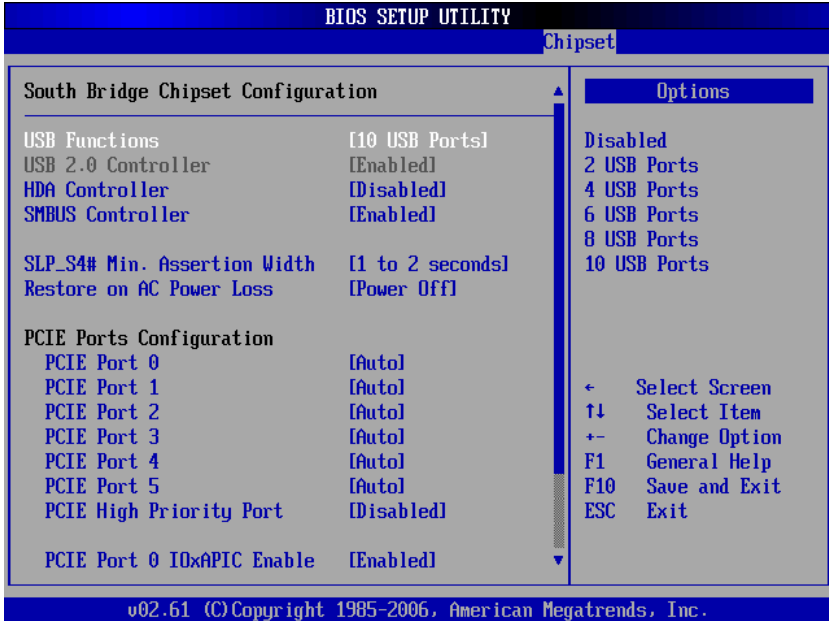 BIOS SETUP UTILITY
Chipset
South Bridge Chipset Configuration
USB Functions [10 USB Ports]
USB 2.0 Controller [Enabled]
HDA Controller [Disabled]
SMBUS Controller [Enabled]
SLP_S4# Min. Assertion Width [1 to 2 seconds]
Restore on AC Power Loss [Power Off]
PCIE Ports Configuration
PCIE Port 0 [Auto]
PCIE Port 1 [Auto]
PCIE Port 2 [Auto]
PCIE Port 3 [Auto]
PCIE Port 4 [Auto]
PCIE Port 5 [Auto]
PCIE High Priority Port [Disabled]
PCIE Port 0 IOxAPIC Enable [Enabled]
Options
Disabled
2 USB Ports
4 USB Ports
6 USB Ports
8 USB Ports
10 USB Ports
← Select Screen
↑↓ Select Item
+- Change Option
F1 General Help
F10 Save and Exit
ESC Exit
v02.61 (C)Copyright 1985-2006, American Megatrends, Inc.